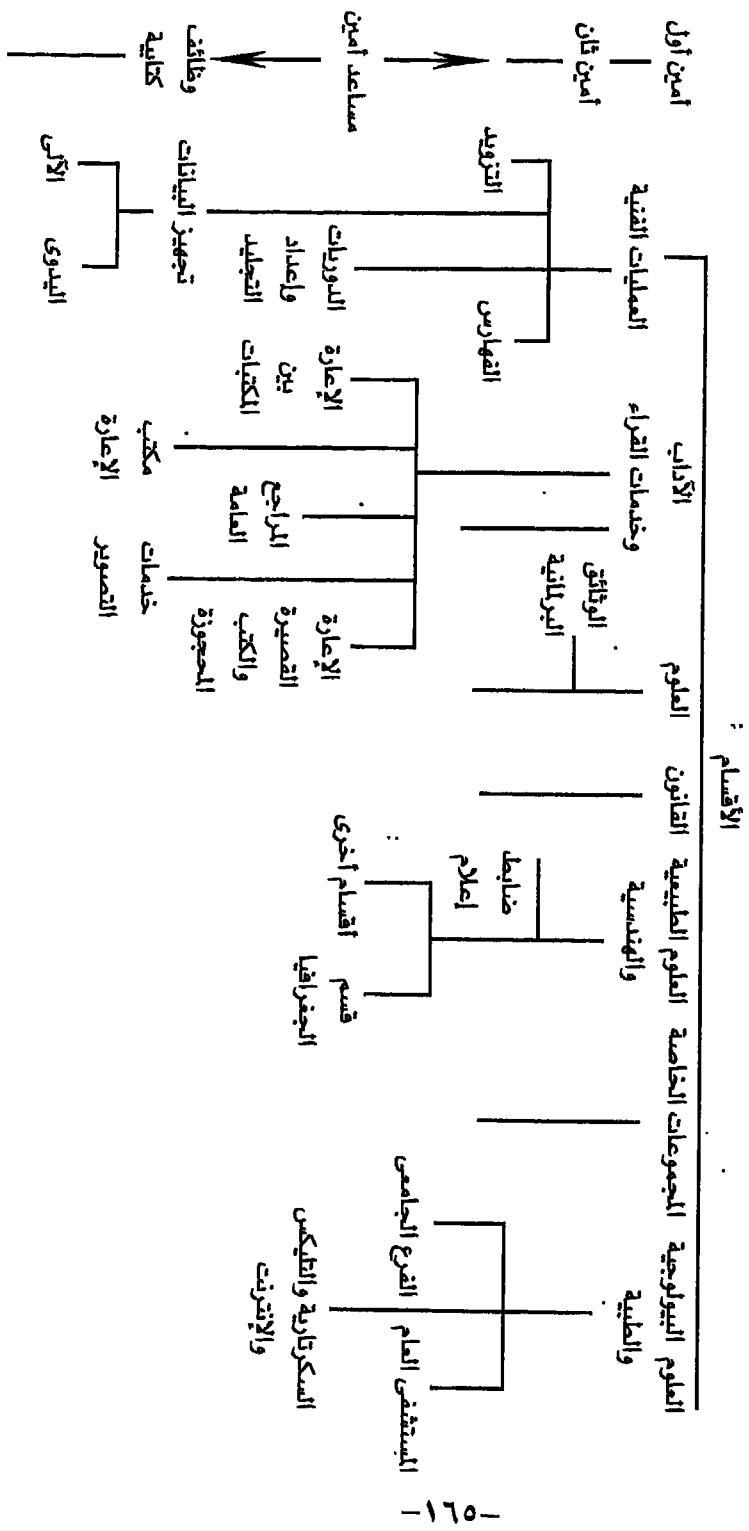 الأقسام :
العمليات الفنية
الآداب
وخدمات القراء
العلوم
القانون
العلوم الطبيعية
والهندسية
المجموعات الخاصة
العلوم البيولوجية
والطبية
أمين أول
أمين ثان
التزويد
الفهارس
الوثائق
البرلمانية
ضابط
إعلام
الفرع الجامعى
المستشفى العام
مساعد أمين
الدوريات
وإعداد
التجليد
الإعارة
بين
المكتبات
المراجع
العامة
الإعارة
القصيرة
والكتب
المحجوزة
أقسام أخرى
قسم
الجغرافيا
السكرتارية والتليكس
والإنترنت
وظائف
كتابية
تجهيز البيانات
الآلى
اليدوى
مكتب
الإعارة
خدمات
التصوير
-١٦٥-